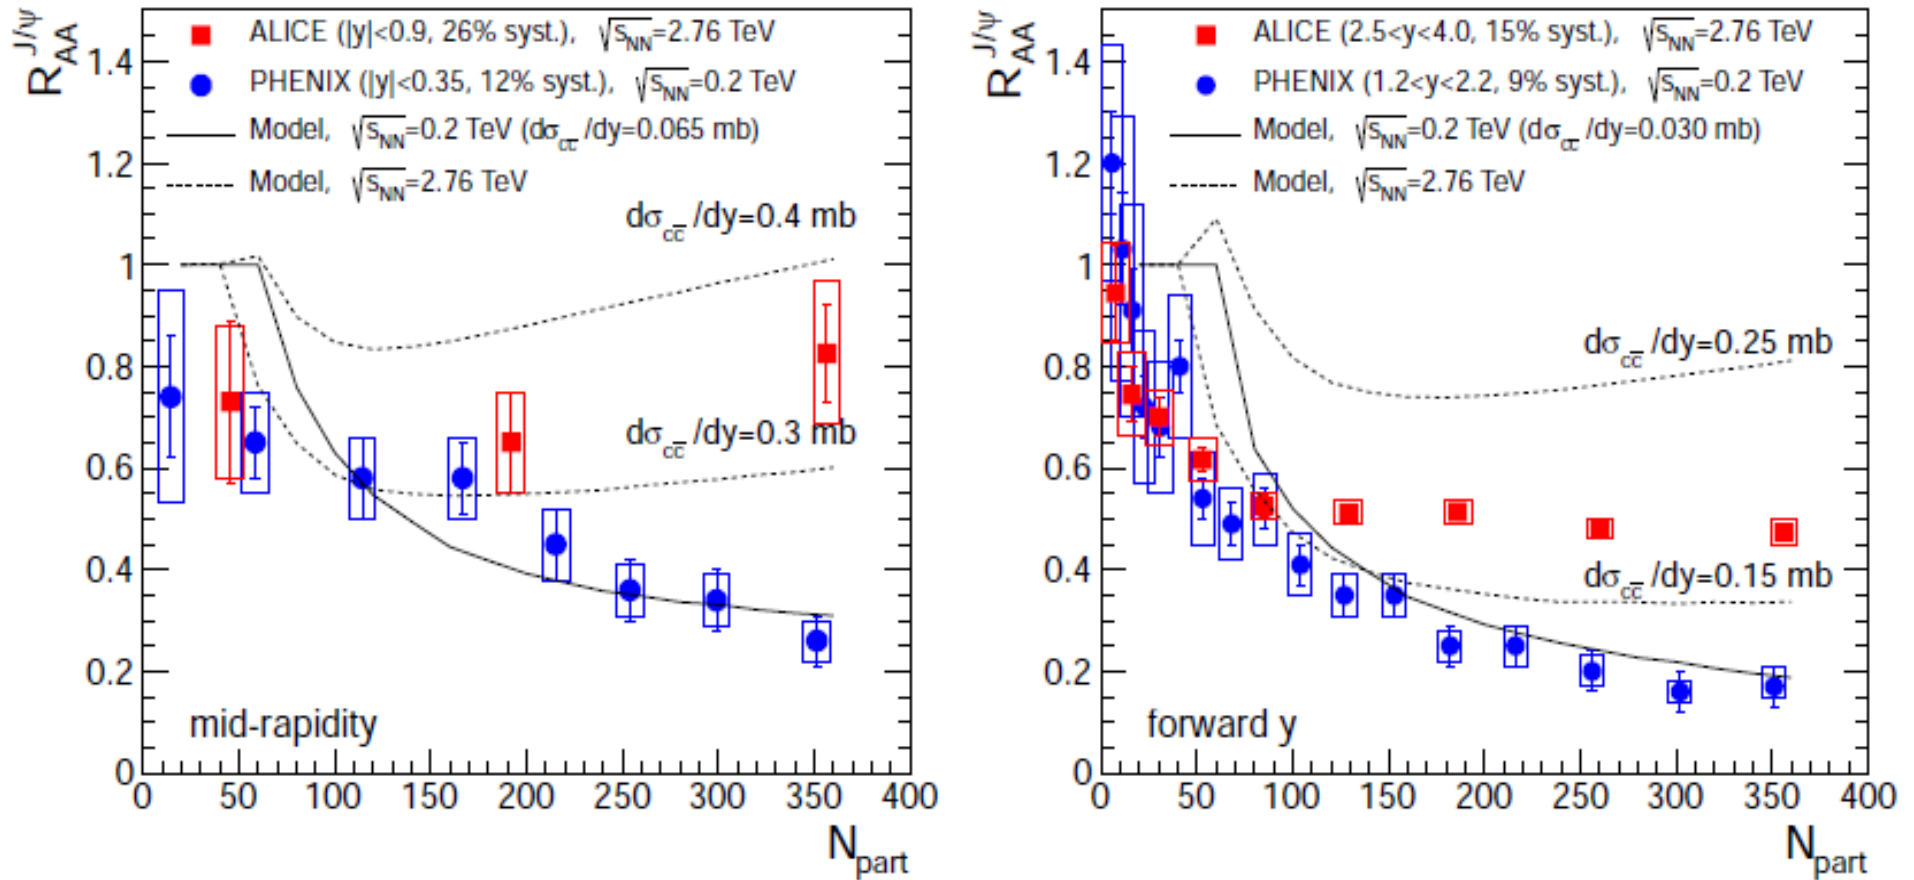 R_AA^J/ψ
ALICE (|y|<0.9, 26% syst.), √s_NN=2.76 TeV
PHENIX (|y|<0.35, 12% syst.), √s_NN=0.2 TeV
Model, √s_NN=0.2 TeV (dσ_cc̅ /dy=0.065 mb)
Model, √s_NN=2.76 TeV
dσ_cc̅ /dy=0.4 mb
dσ_cc̅ /dy=0.3 mb
mid-rapidity
1.4
1.2
1
0.8
0.6
0.4
0.2
0
0 50 100 150 200 250 300 350 400
N_part
R_AA^J/ψ
ALICE (2.5<y<4.0, 15% syst.), √s_NN=2.76 TeV
PHENIX (1.2<y<2.2, 9% syst.), √s_NN=0.2 TeV
Model, √s_NN=0.2 TeV (dσ_cc̅ /dy=0.030 mb)
Model, √s_NN=2.76 TeV
dσ_cc̅ /dy=0.25 mb
dσ_cc̅ /dy=0.15 mb
forward y
1.4
1.2
1
0.8
0.6
0.4
0.2
0
0 50 100 150 200 250 300 350 400
N_part